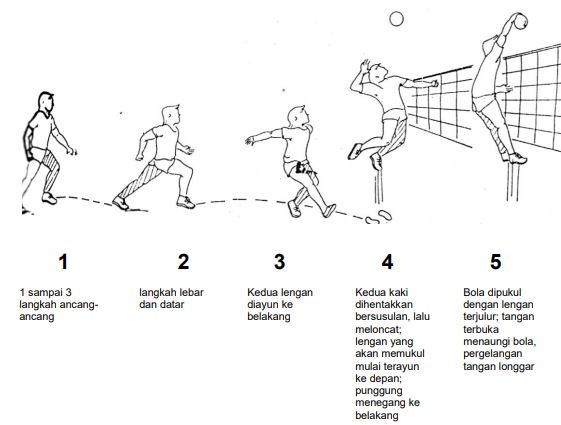 1
2
3
4
5
1 sampai 3
langkah ancang-
ancang
langkah lebar
dan datar
Kedua lengan
diayun ke
belakang
Kedua kaki
dihentakkan
bersusulan, lalu
meloncat;
lengan yang
akan memukul
mulai terayun
ke depan;
punggung
menegang ke
belakang
Bola dipukul
dengan lengan
terjulur; tangan
terbuka
menaungi bola,
pergelangan
tangan longgar